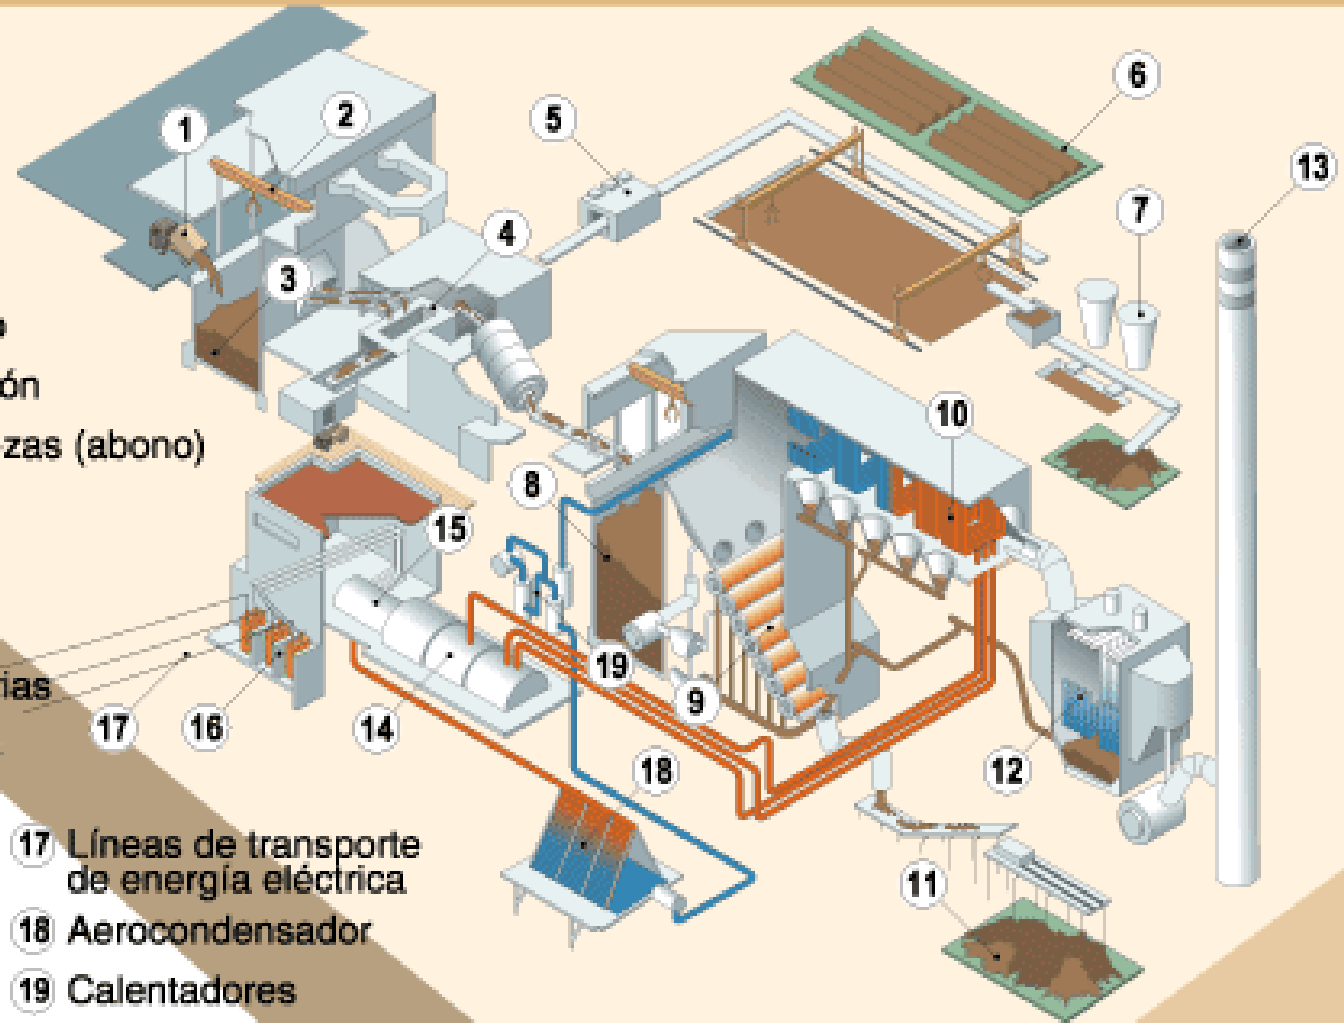 1
2
3
4
5
6
7
8
9
10
11
12
13
14
15
16
17
18
19
ón
zas (abono)
ias
17 Líneas de transporte
de energía eléctrica
18 Aerocondensador
19 Calentadores